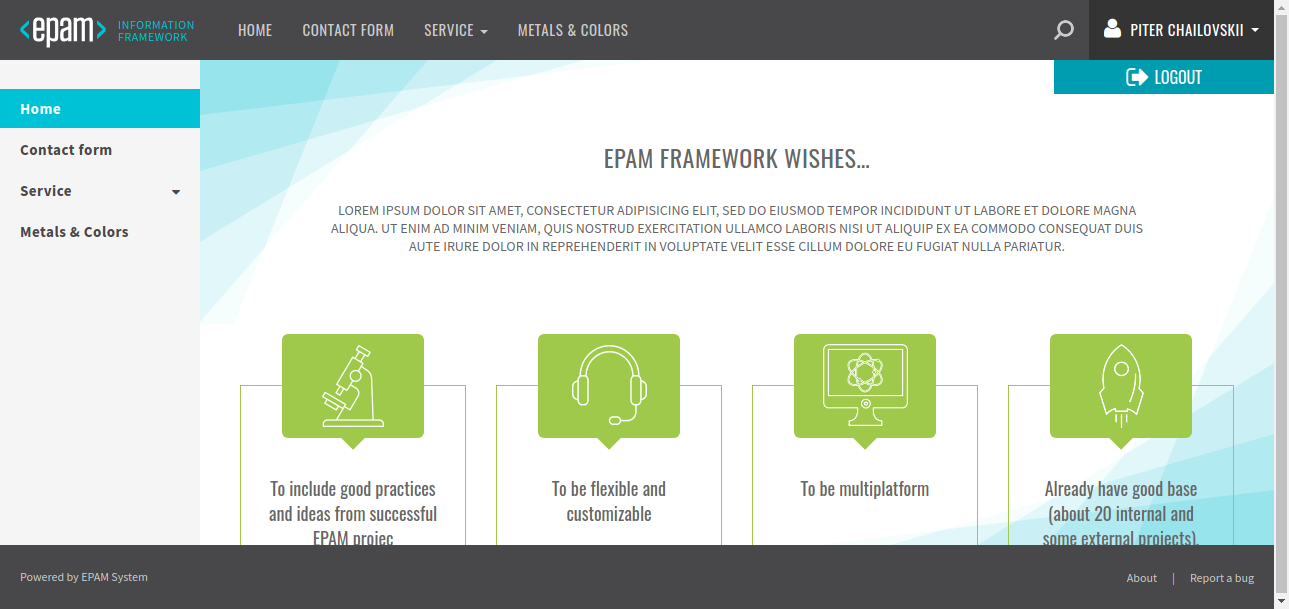 <epam> INFORMATION FRAMEWORK
HOME CONTACT FORM SERVICE METALS & COLORS PITER CHAILOVSKII
LOGOUT
Home
Contact form
Service
Metals & Colors
EPAM FRAMEWORK WISHES...
LOREM IPSUM DOLOR SIT AMET, CONSECTETUR ADIPISICING ELIT, SED DO EIUSMOD TEMPOR INCIDIDUNT UT LABORE ET DOLORE MAGNA
ALIQUA. UT ENIM AD MINIM VENIAM, QUIS NOSTRUD EXERCITATION ULLAMCO LABORIS NISI UT ALIQUIP EX EA COMMODO CONSEQUAT DUIS
AUTE IRURE DOLOR IN REPREHENDERIT IN VOLUPTATE VELIT ESSE CILLUM DOLORE EU FUGIAT NULLA PARIATUR.
To include good practices
and ideas from successful
EPAM projec
To be flexible and
customizable
To be multiplatform
Already have good base
(about 20 internal and
some external projects),
Powered by EPAM System
About | Report a bug